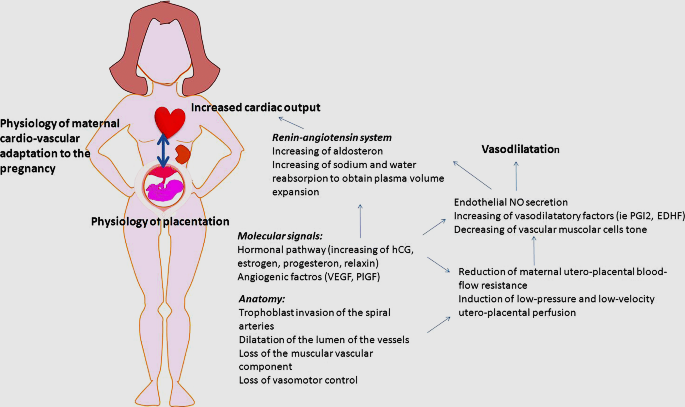 Increased cardiac output
Physiology of maternal
cardio-vascular
adaptation to the
pregnancy
Physiology of placentation
Renin-angiotensin system
Increasing of aldosteron
Increasing of sodium and water
reabsorpion to obtain plasma volume
expansion
Vasodlilatation
Endothelial NO secretion
Increasing of vasodilatatory factors (ie PGI2, EDHF)
Decreasing of vascular muscolar cells tone
Molecular signals:
Hormonal pathway (increasing of hCG,
estrogen, progesteron, relaxin)
Angiogenic factros (VEGF, PlGF)
Reduction of maternal utero-placental blood-
flow resistance
Induction of low-pressure and low-velocity
utero-placental perfusion
Anatomy:
Trophoblast invasion of the spiral
arteries
Dilatation of the lumen of the vessels
Loss of the muscular vascular
component
Loss of vasomotor control